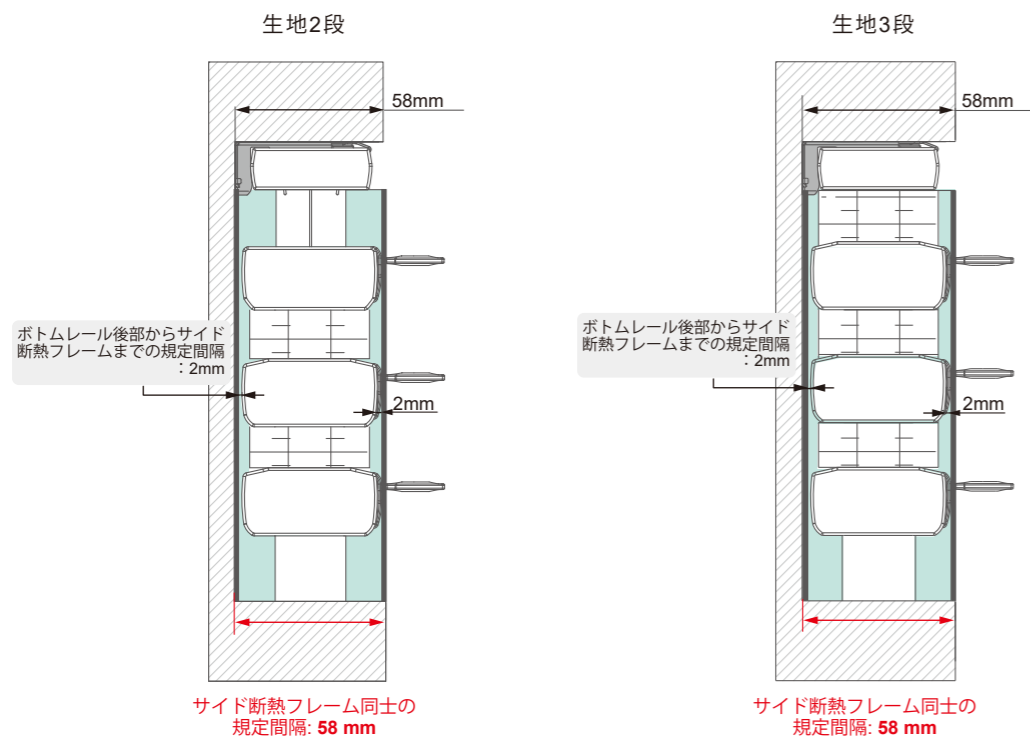 生地2段
58mm
ボトムレール後部からサイド
断熱フレームまでの規定間隔
：2mm
2mm
サイド断熱フレーム同士の
規定間隔: 58 mm
生地3段
58mm
ボトムレール後部からサイド
断熱フレームまでの規定間隔
：2mm
2mm
サイド断熱フレーム同士の
規定間隔: 58 mm